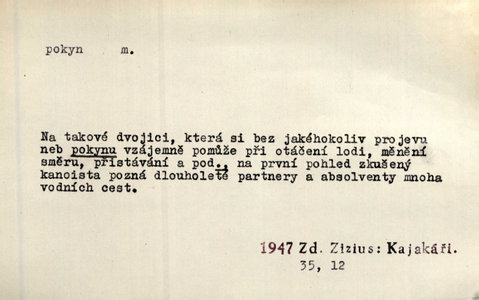 pokyn m.
Na takové dvojici, která si bez jakéhokoliv projevu
neb pokynu vzájemně pomůže při otáčení lodi, měnění
směru, přistávání a pod., na první pohled zkušený
kanoista pozná dlouholeté partnery a absolventy mnoha
vodních cest.
1947 Zd. Zizius: Kajakáři.
35, 12